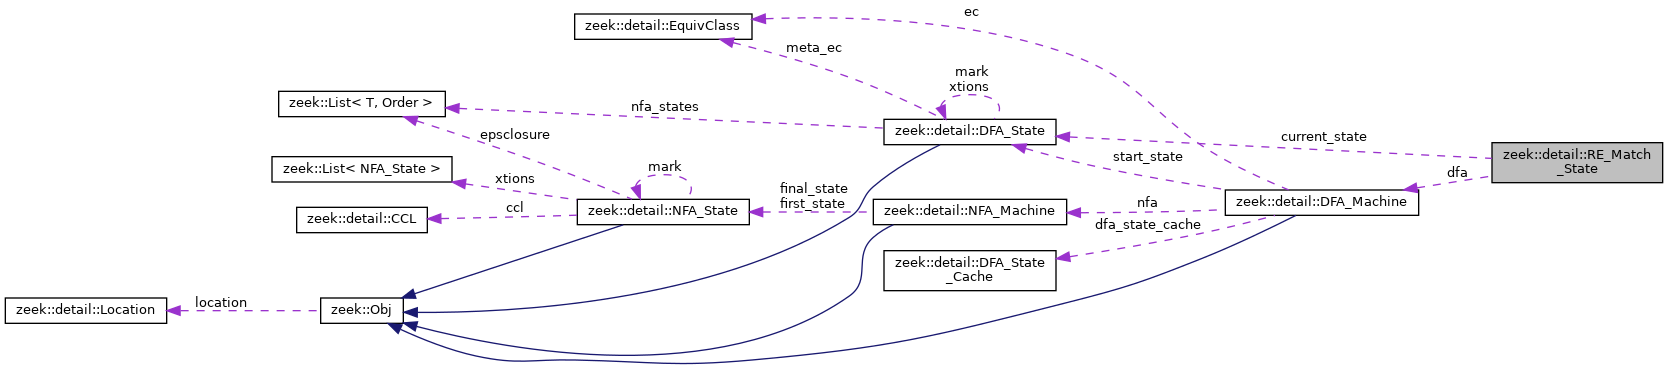 ec
zeek::detail::EquivClass
meta_ec
mark
xtions
zeek::List< T, Order >
nfa_states
zeek::detail::DFA_State
epsclosure
current_state
zeek::detail::RE_Match
_State
start_state
zeek::List< NFA_State >
mark
dfa
xtions
final_state
first_state
nfa
zeek::detail::DFA_Machine
ccl
zeek::detail::NFA_State
zeek::detail::NFA_Machine
zeek::detail::CCL
dfa_state_cache
zeek::detail::DFA_State
_Cache
location
zeek::detail::Location
zeek::Obj